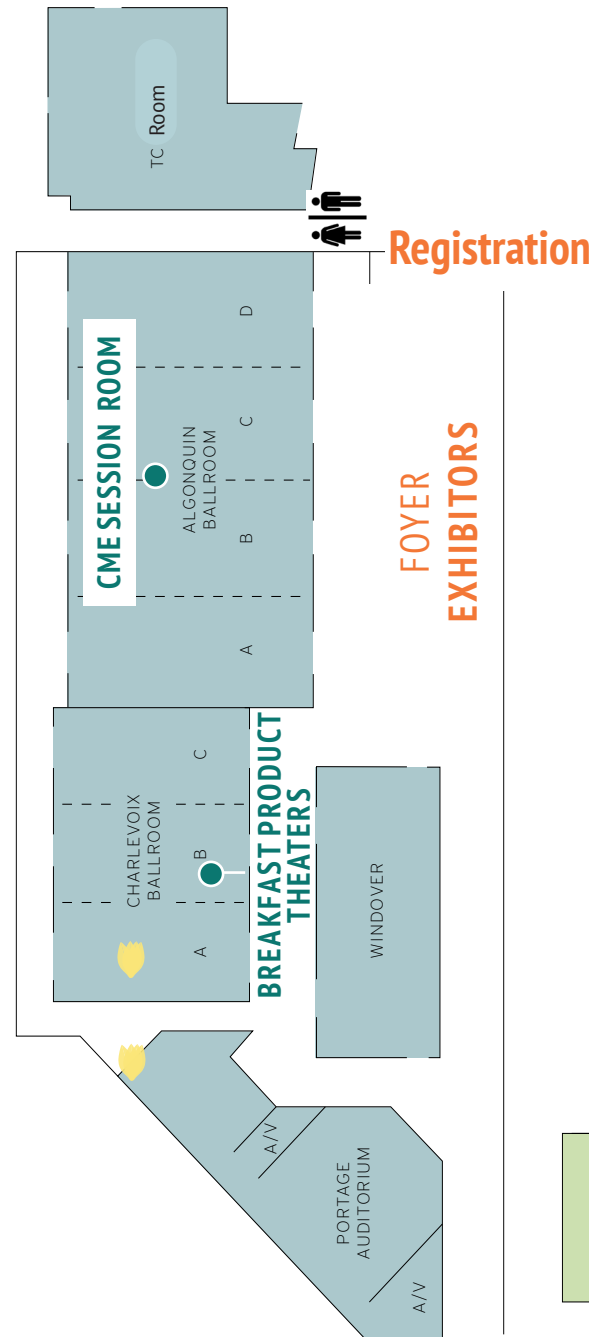 TC Room
Registration
D
CME SESSION ROOM
C
ALGONQUIN
BALLROOM
B
A
FOYER
EXHIBITORS
C
CHARLEVOIX
BALLROOM
B
A
BREAKFAST PRODUCT
THEATERS
WINDOVER
A/V
PORTAGE
AUDITORIUM
A/V